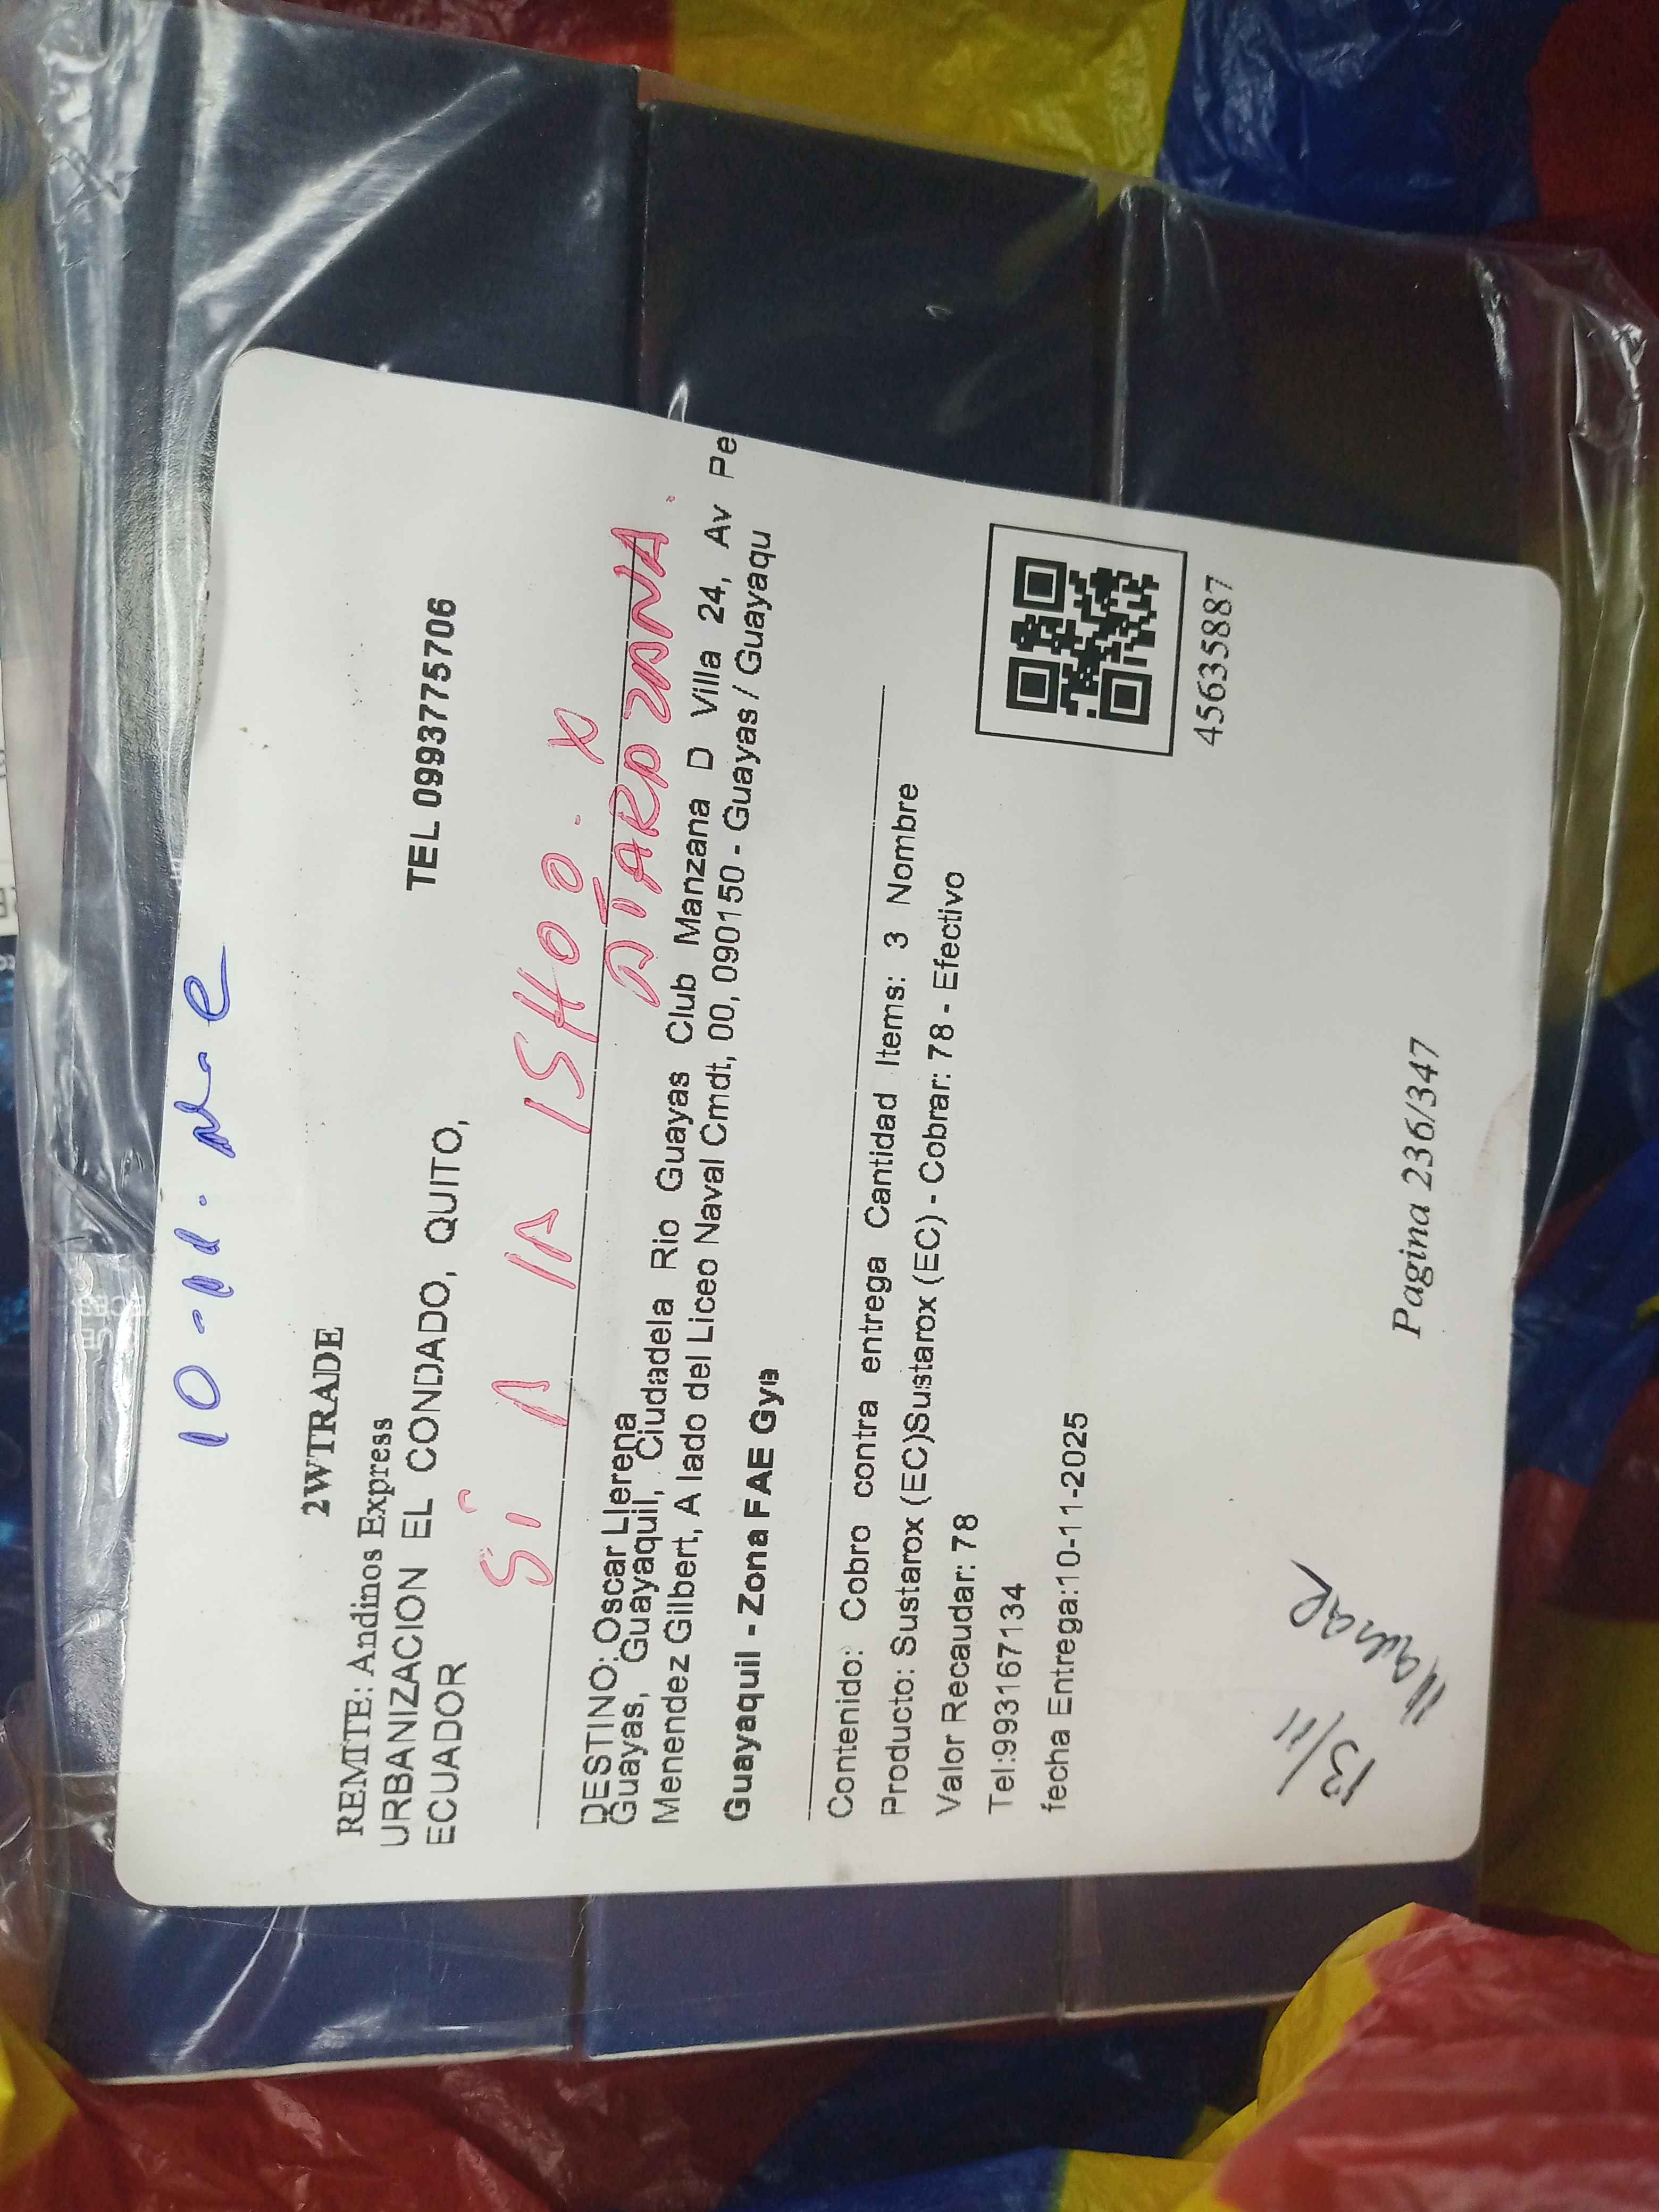 10-11. N-e
2WTRADE
REMITE: Andinos Express
URBANIZACION EL CONDADO, QUITO,
ECUADOR
TEL 0993775706
Si A LA 15H00. X
ATARAZANA.
DESTINO: Oscar Llerena
Guayas, Guayaquil, Ciudadela Rio Guayas Club Manzana D Villa 24, Av Pe
Menendez Gilbert, A lado del Liceo Naval Cmdt, 00, 090150 - Guayas / Guayaqu
Guayaquil - Zona FAE Gye
Contenido: Cobro contra entrega Cantidad Items: 3 Nombre
Producto: Sustarox (EC)Sustarox (EC) - Cobrar: 78 - Efectivo
Valor Recaudar: 78
Tel:993167134
fecha Entrega:10-11-2025
45635887
13/11
Pagina 236/347